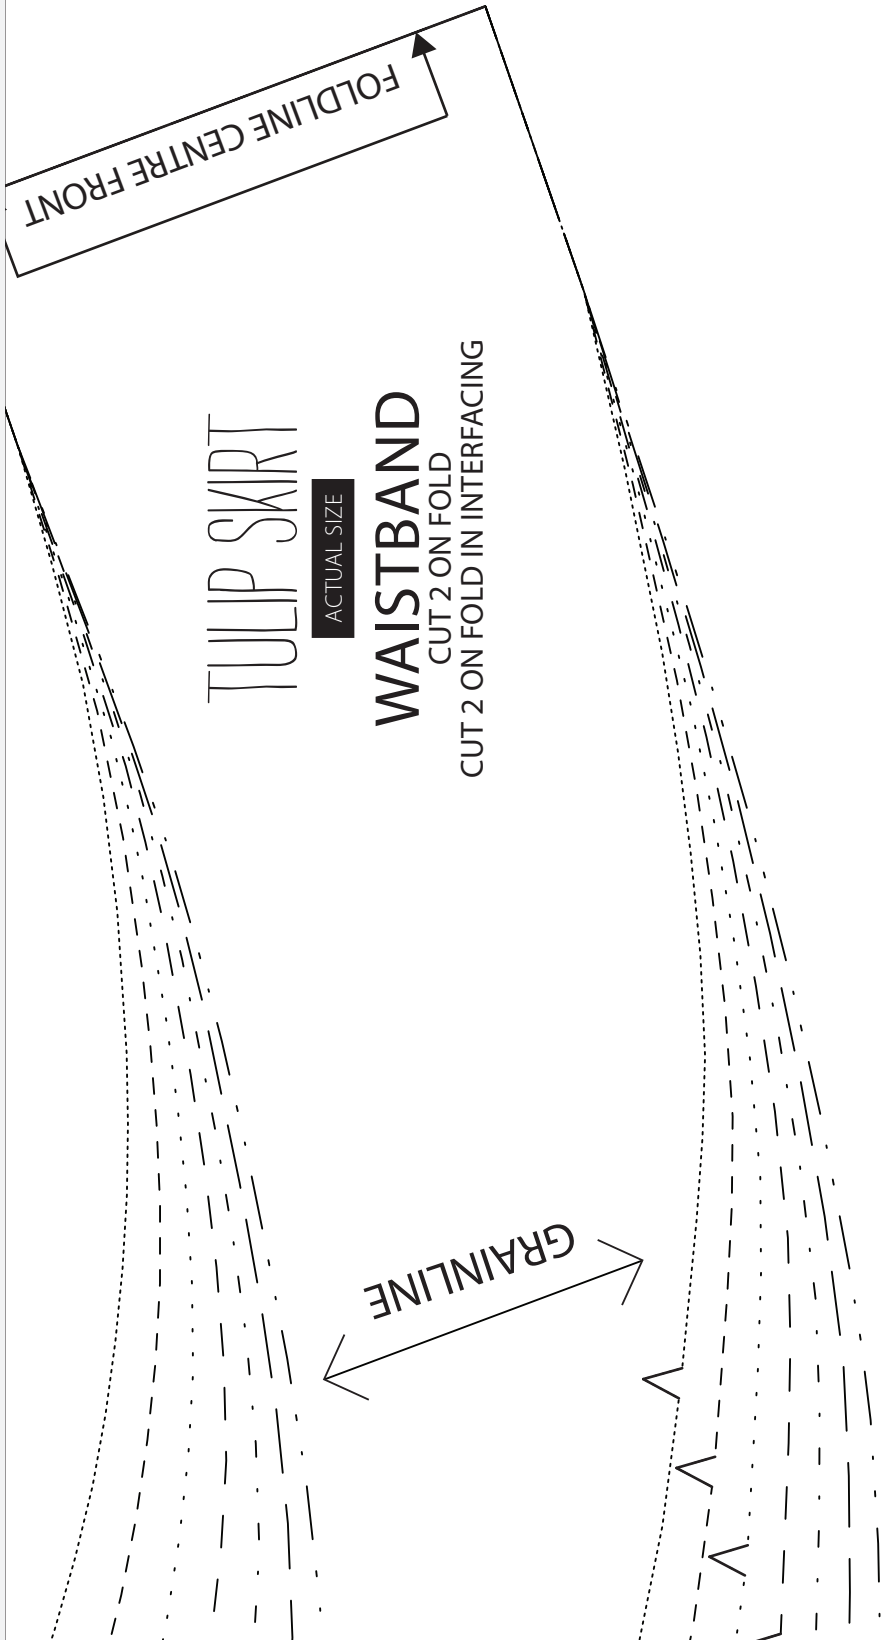 FOLDLINE CENTRE FRONT
TULIP SKIRT
ACTUAL SIZE
WAISTBAND
CUT 2 ON FOLD
CUT 2 ON FOLD IN INTERFACING
GRAINLINE